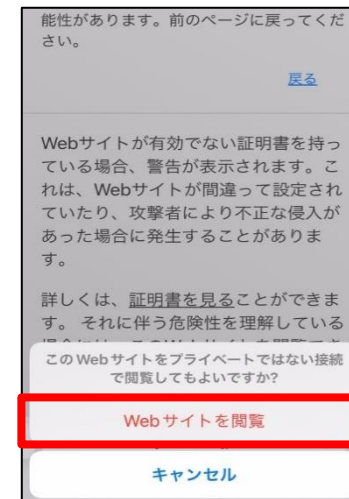 能性があります。前のページに戻ってくだ
さい。
戻る
Webサイトが有効でない証明書を持っ
ている場合、警告が表示されます。こ
れは、Webサイトが間違って設定され
ていたり、攻撃者により不正な侵入が
あった場合に発生することがありま
す。
詳しくは、証明書を見ることができま
す。 それに伴う危険性を理解している
このWebサイトをプライベートではない接続
で閲覧してもよいですか?
Webサイトを閲覧
キャンセル